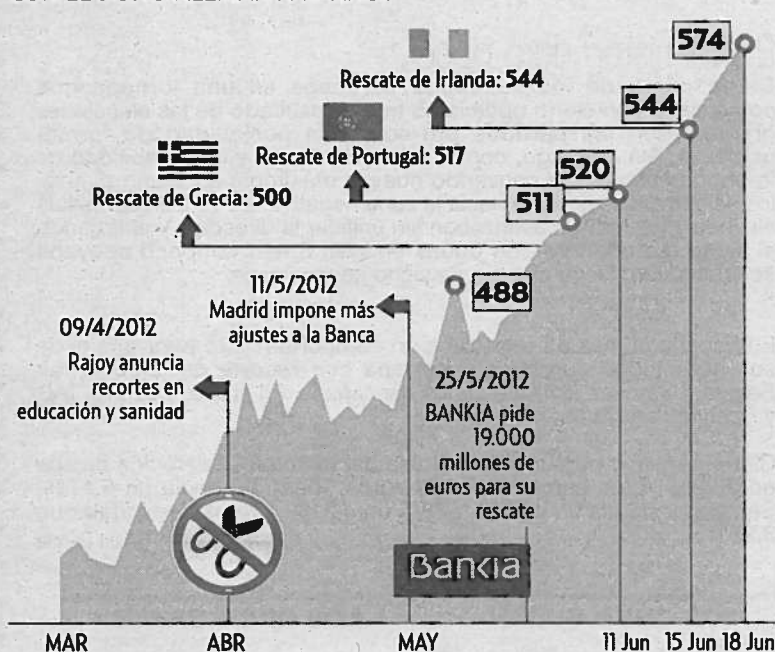 574
Rescate de Irlanda: 544
544
Rescate de Portugal: 517
520
Rescate de Grecia: 500
511
488
11/5/2012
Madrid impone más
ajustes a la Banca
09/4/2012
Rajoy anuncia
recortes en
educación y sanidad
25/5/2012
BANKIA pide
19.000
millones de
euros para su
rescate
Bankia
MAR ABR MAY 11 Jun 15 Jun 18 Jun